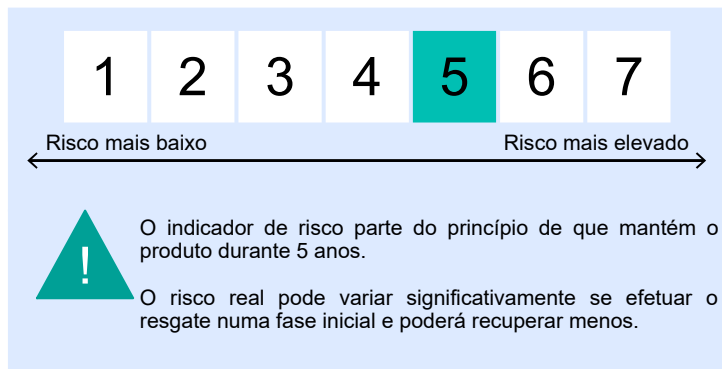 1 2 3 4 5 6 7
Risco mais baixo Risco mais elevado
!
O indicador de risco parte do princípio de que mantém o
produto durante 5 anos.
O risco real pode variar significativamente se efetuar o
resgate numa fase inicial e poderá recuperar menos.